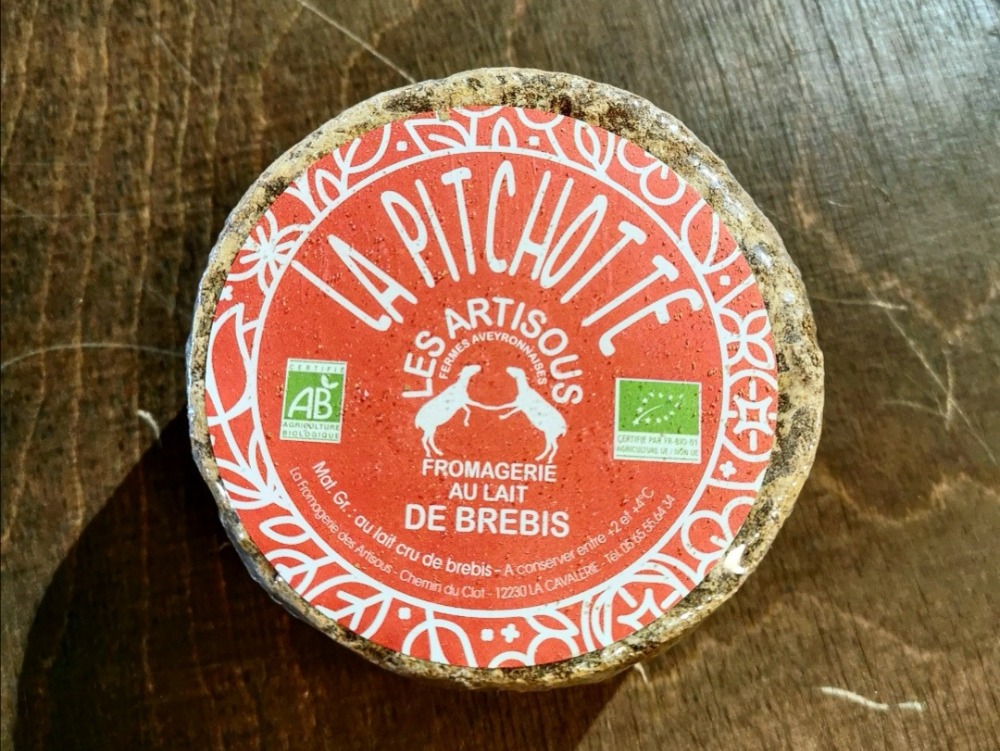 LA PITCHOTTE
LES ARTISOUS
FERMES AVEYRONNAISES
CERTIFIÉ
AB
AGRICULTURE
BIOLOGIQUE
CERTIFIÉ PAR FR-BIO-01
AGRICULTURE UE / NON UE
FROMAGERIE
AU LAIT
DE BREBIS
Mat. Gr. : au lait cru de brebis - A conserver entre +2 et +4°C
La Fromagerie des Artisous - Chemin du Clot - 12230 LA CAVALERIE - Tél. 05.65.55.64.34